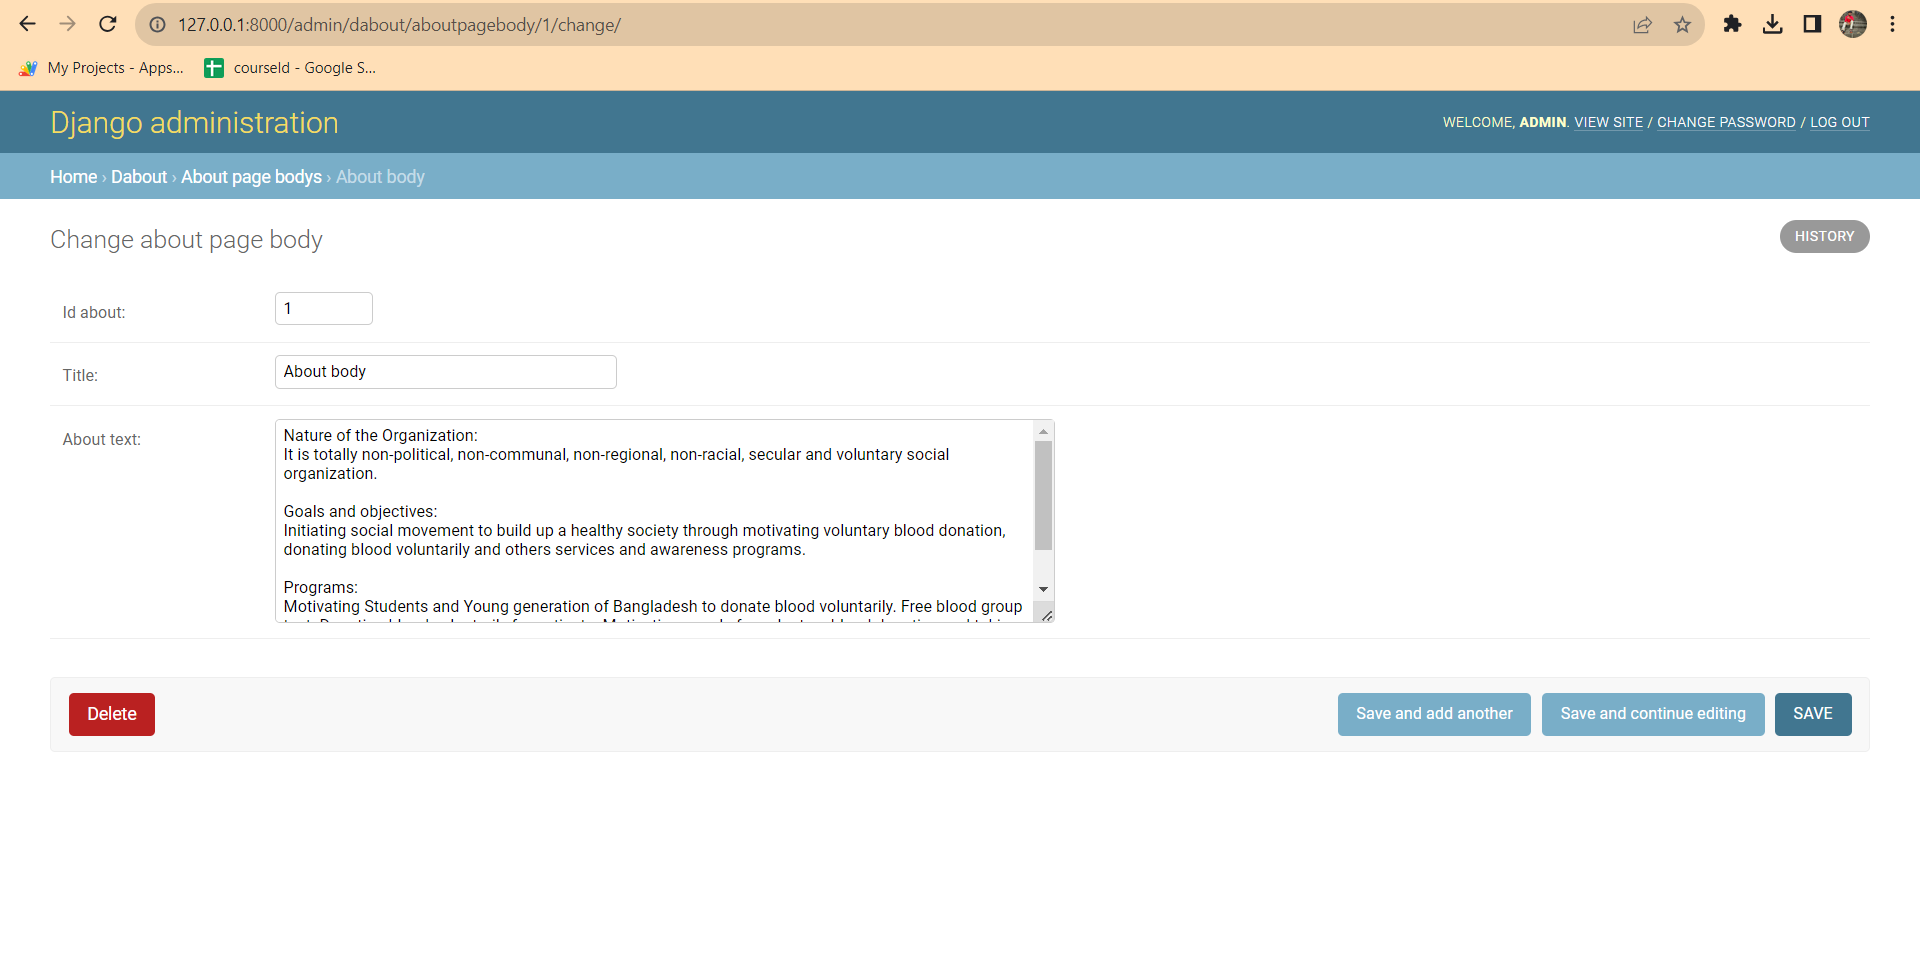 127.0.0.1:8000/admin/dabout/aboutpagebody/1/change/
My Projects - Apps... courseId - Google S...
Django administration
WELCOME, ADMIN. VIEW SITE / CHANGE PASSWORD / LOG OUT
Home › Dabout › About page bodys › About body
Change about page body
HISTORY
Id about: 1
Title: About body
About text:
Nature of the Organization:
It is totally non-political, non-communal, non-regional, non-racial, secular and voluntary social
organization.
Goals and objectives:
Initiating social movement to build up a healthy society through motivating voluntary blood donation,
donating blood voluntarily and others services and awareness programs.
Programs:
Motivating Students and Young generation of Bangladesh to donate blood voluntarily. Free blood group
Delete
Save and add another
Save and continue editing
SAVE